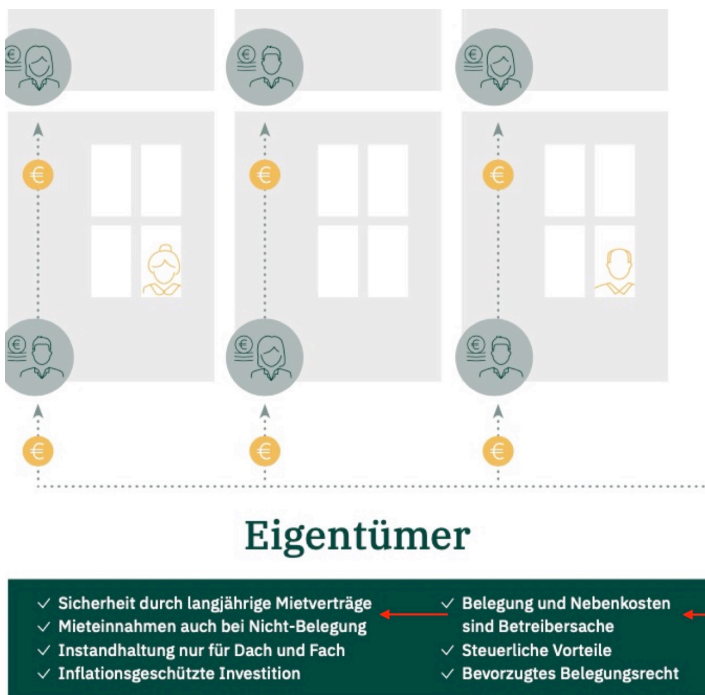 €
€
€
€
€
€
€
€
€
€
€
€
Eigentümer
✓ Sicherheit durch langjährige Mietverträge
✓ Mieteinnahmen auch bei Nicht-Belegung
✓ Instandhaltung nur für Dach und Fach
✓ Inflationsgeschützte Investition
✓ Belegung und Nebenkosten
sind Betreibersache
✓ Steuerliche Vorteile
✓ Bevorzugtes Belegungsrecht